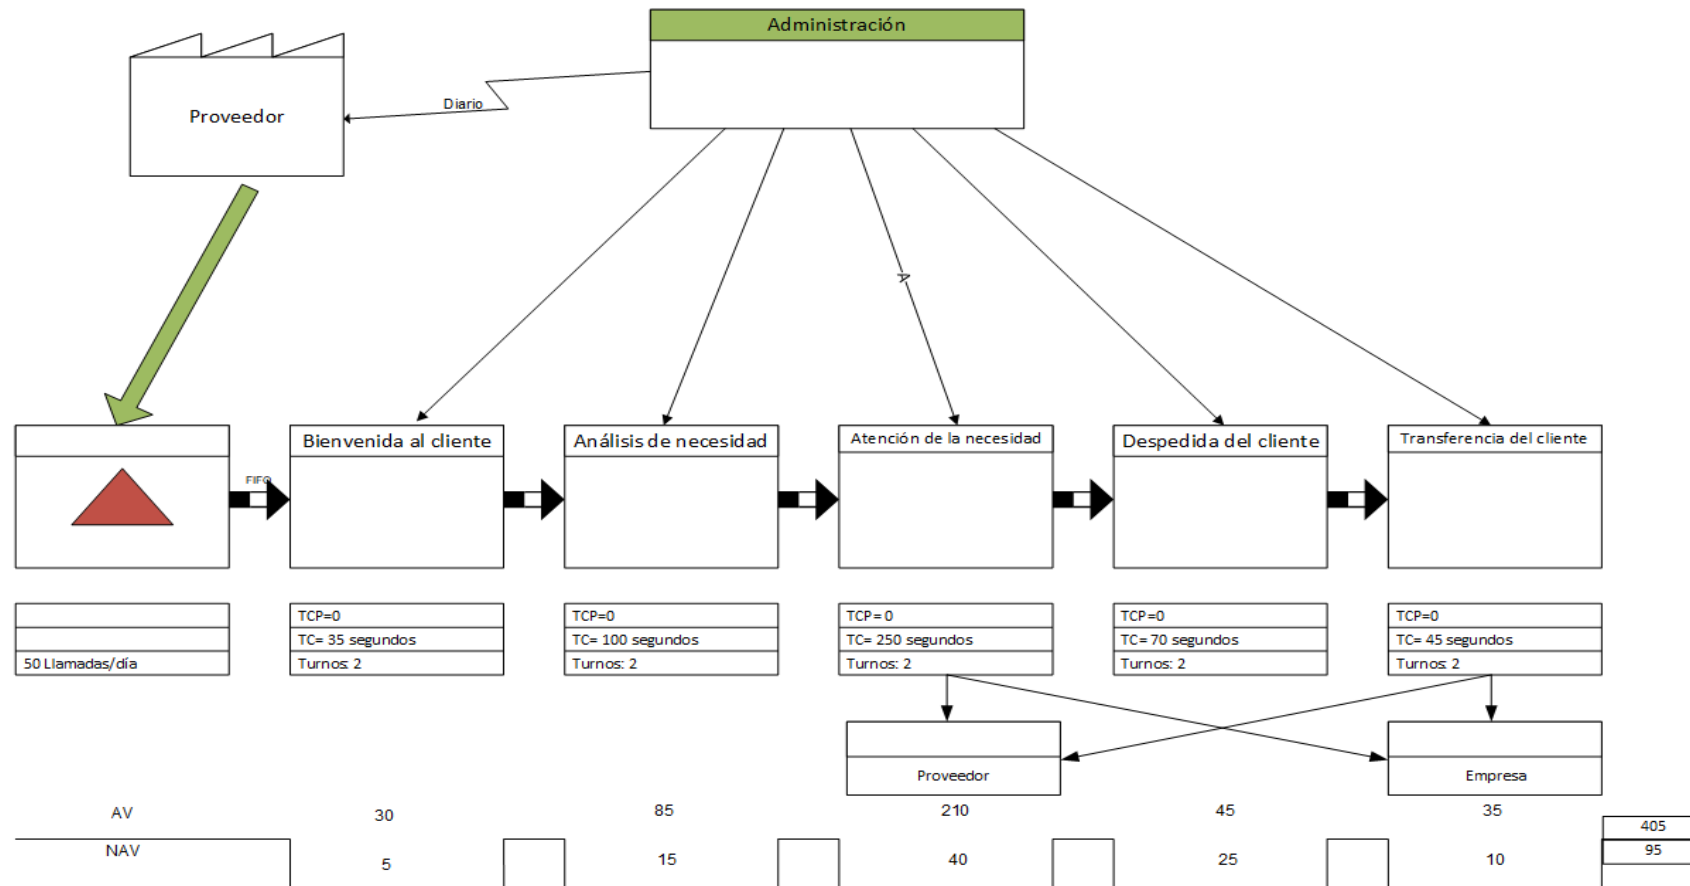 Administración
Diario
Proveedor
A
Bienvenida al cliente
Análisis de necesidad
Atención de la necesidad
Despedida del cliente
Transferencia del cliente
FIFO
TCP=0
TCP=0
TCP= 0
TCP=0
TCP=0
TC= 35 segundos
TC= 100 segundos
TC= 250 segundos
TC= 70 segundos
TC= 45 segundos
50 Llamadas/día
Turnos: 2
Turnos: 2
Turnos: 2
Turnos: 2
Turnos: 2
Proveedor
Empresa
AV
30
85
210
45
35
405
NAV
5
15
40
25
10
95